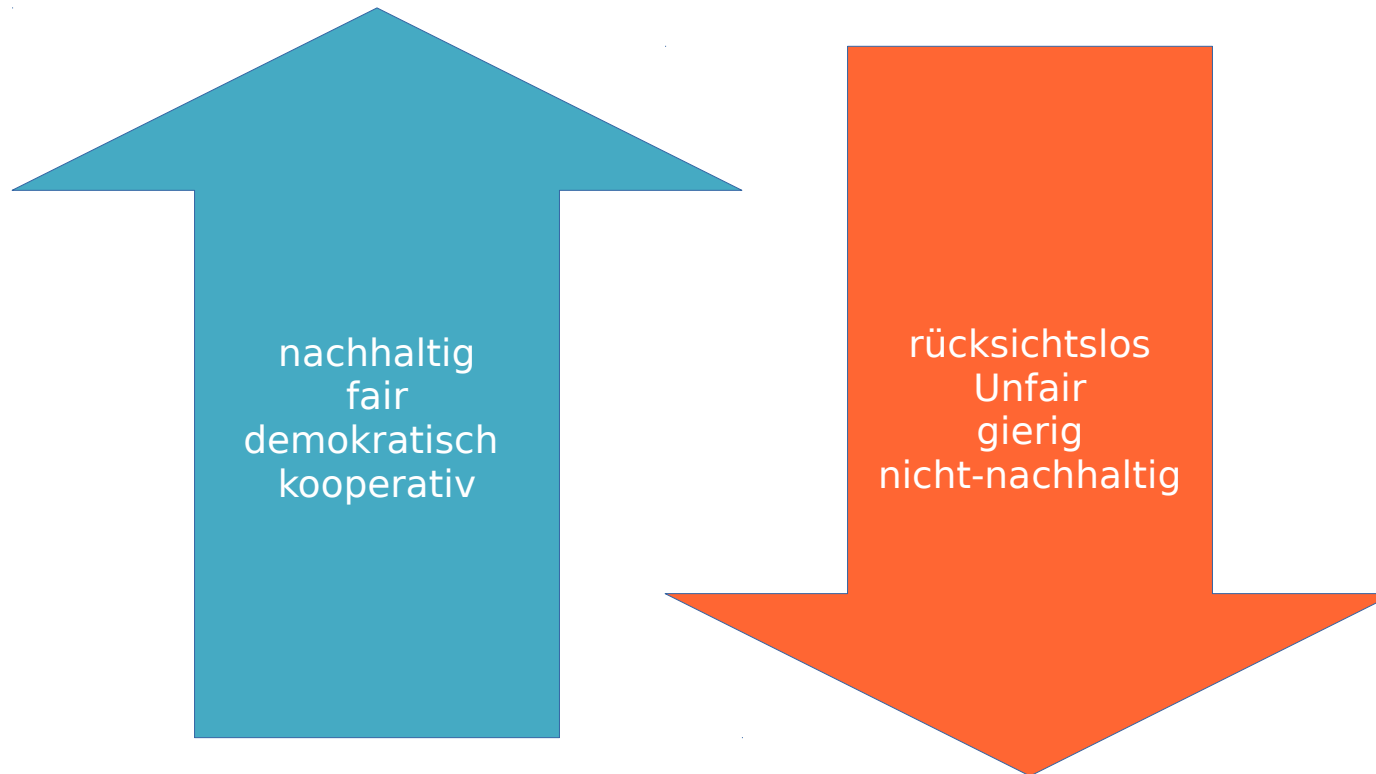 nachhaltig
fair
demokratisch
kooperativ
rücksichtslos
Unfair
gierig
nicht-nachhaltig